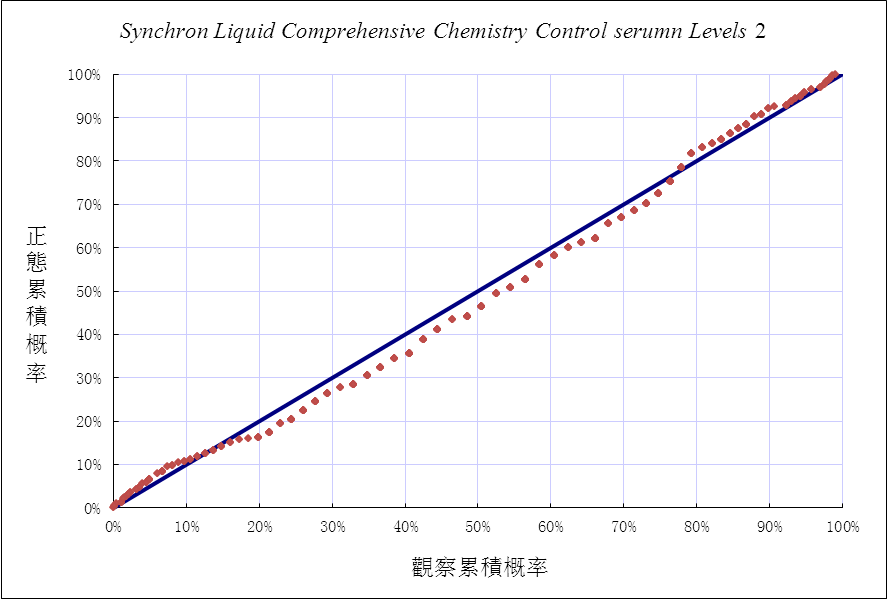 Synchron Liquid Comprehensive Chemistry Control serumn Levels 2
100%
90%
80%
70%
60%
50%
40%
30%
20%
10%
0%
正態累積概率
0% 10% 20% 30% 40% 50% 60% 70% 80% 90% 100%
觀察累積概率